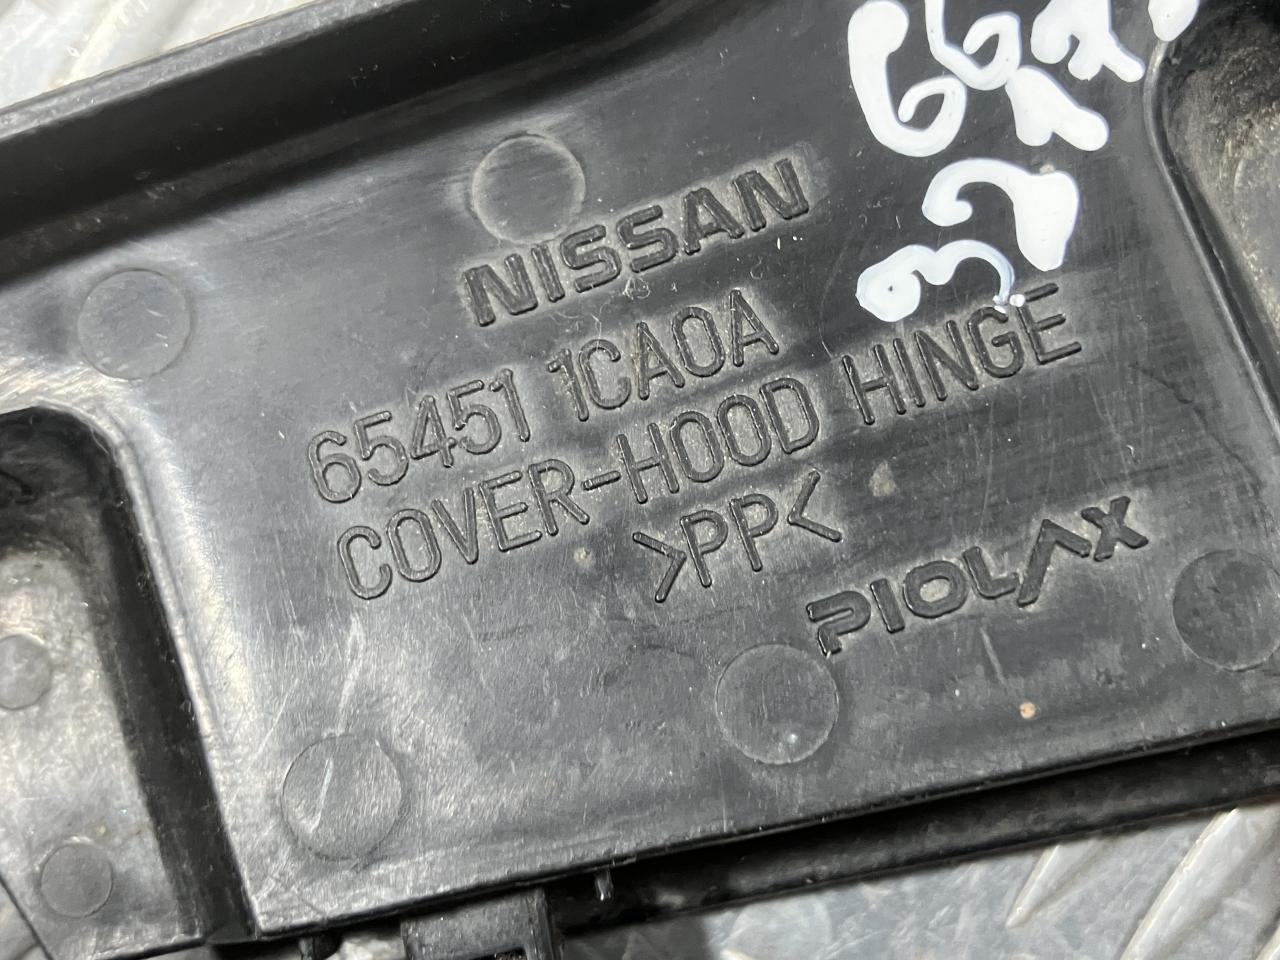 NISSAN
65451 1CA0A
COVER-HOOD HINGE
>PP<
PIOLAX